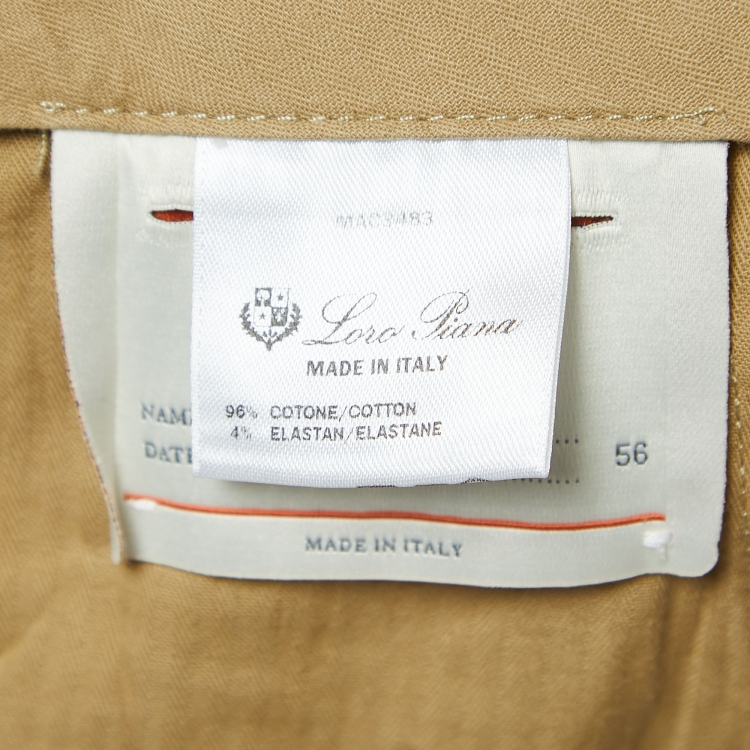 MAC3483
Loro Piana
MADE IN ITALY
96% COTONE/COTTON
4% ELASTAN/ELASTANE
56
MADE IN ITALY